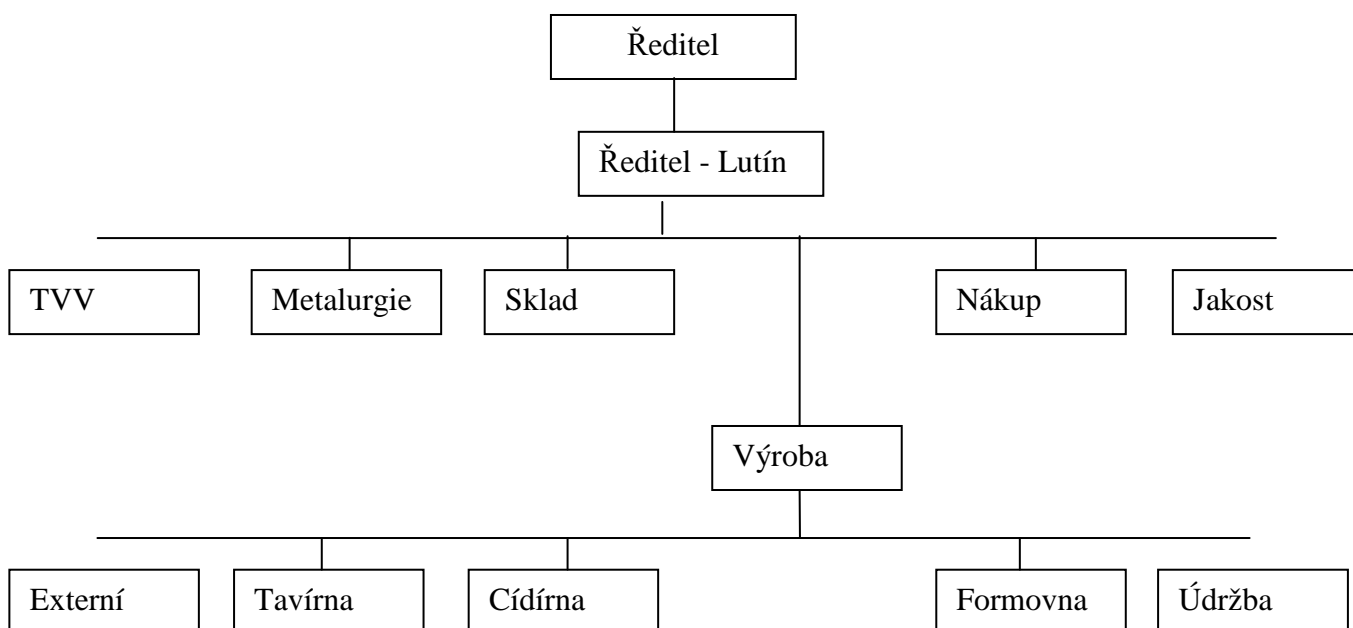 Ředitel
Ředitel - Lutín
TVV
Metalurgie
Sklad
Nákup
Jakost
Výroba
Externí
Tavírna
Cídírna
Formovna
Údržba